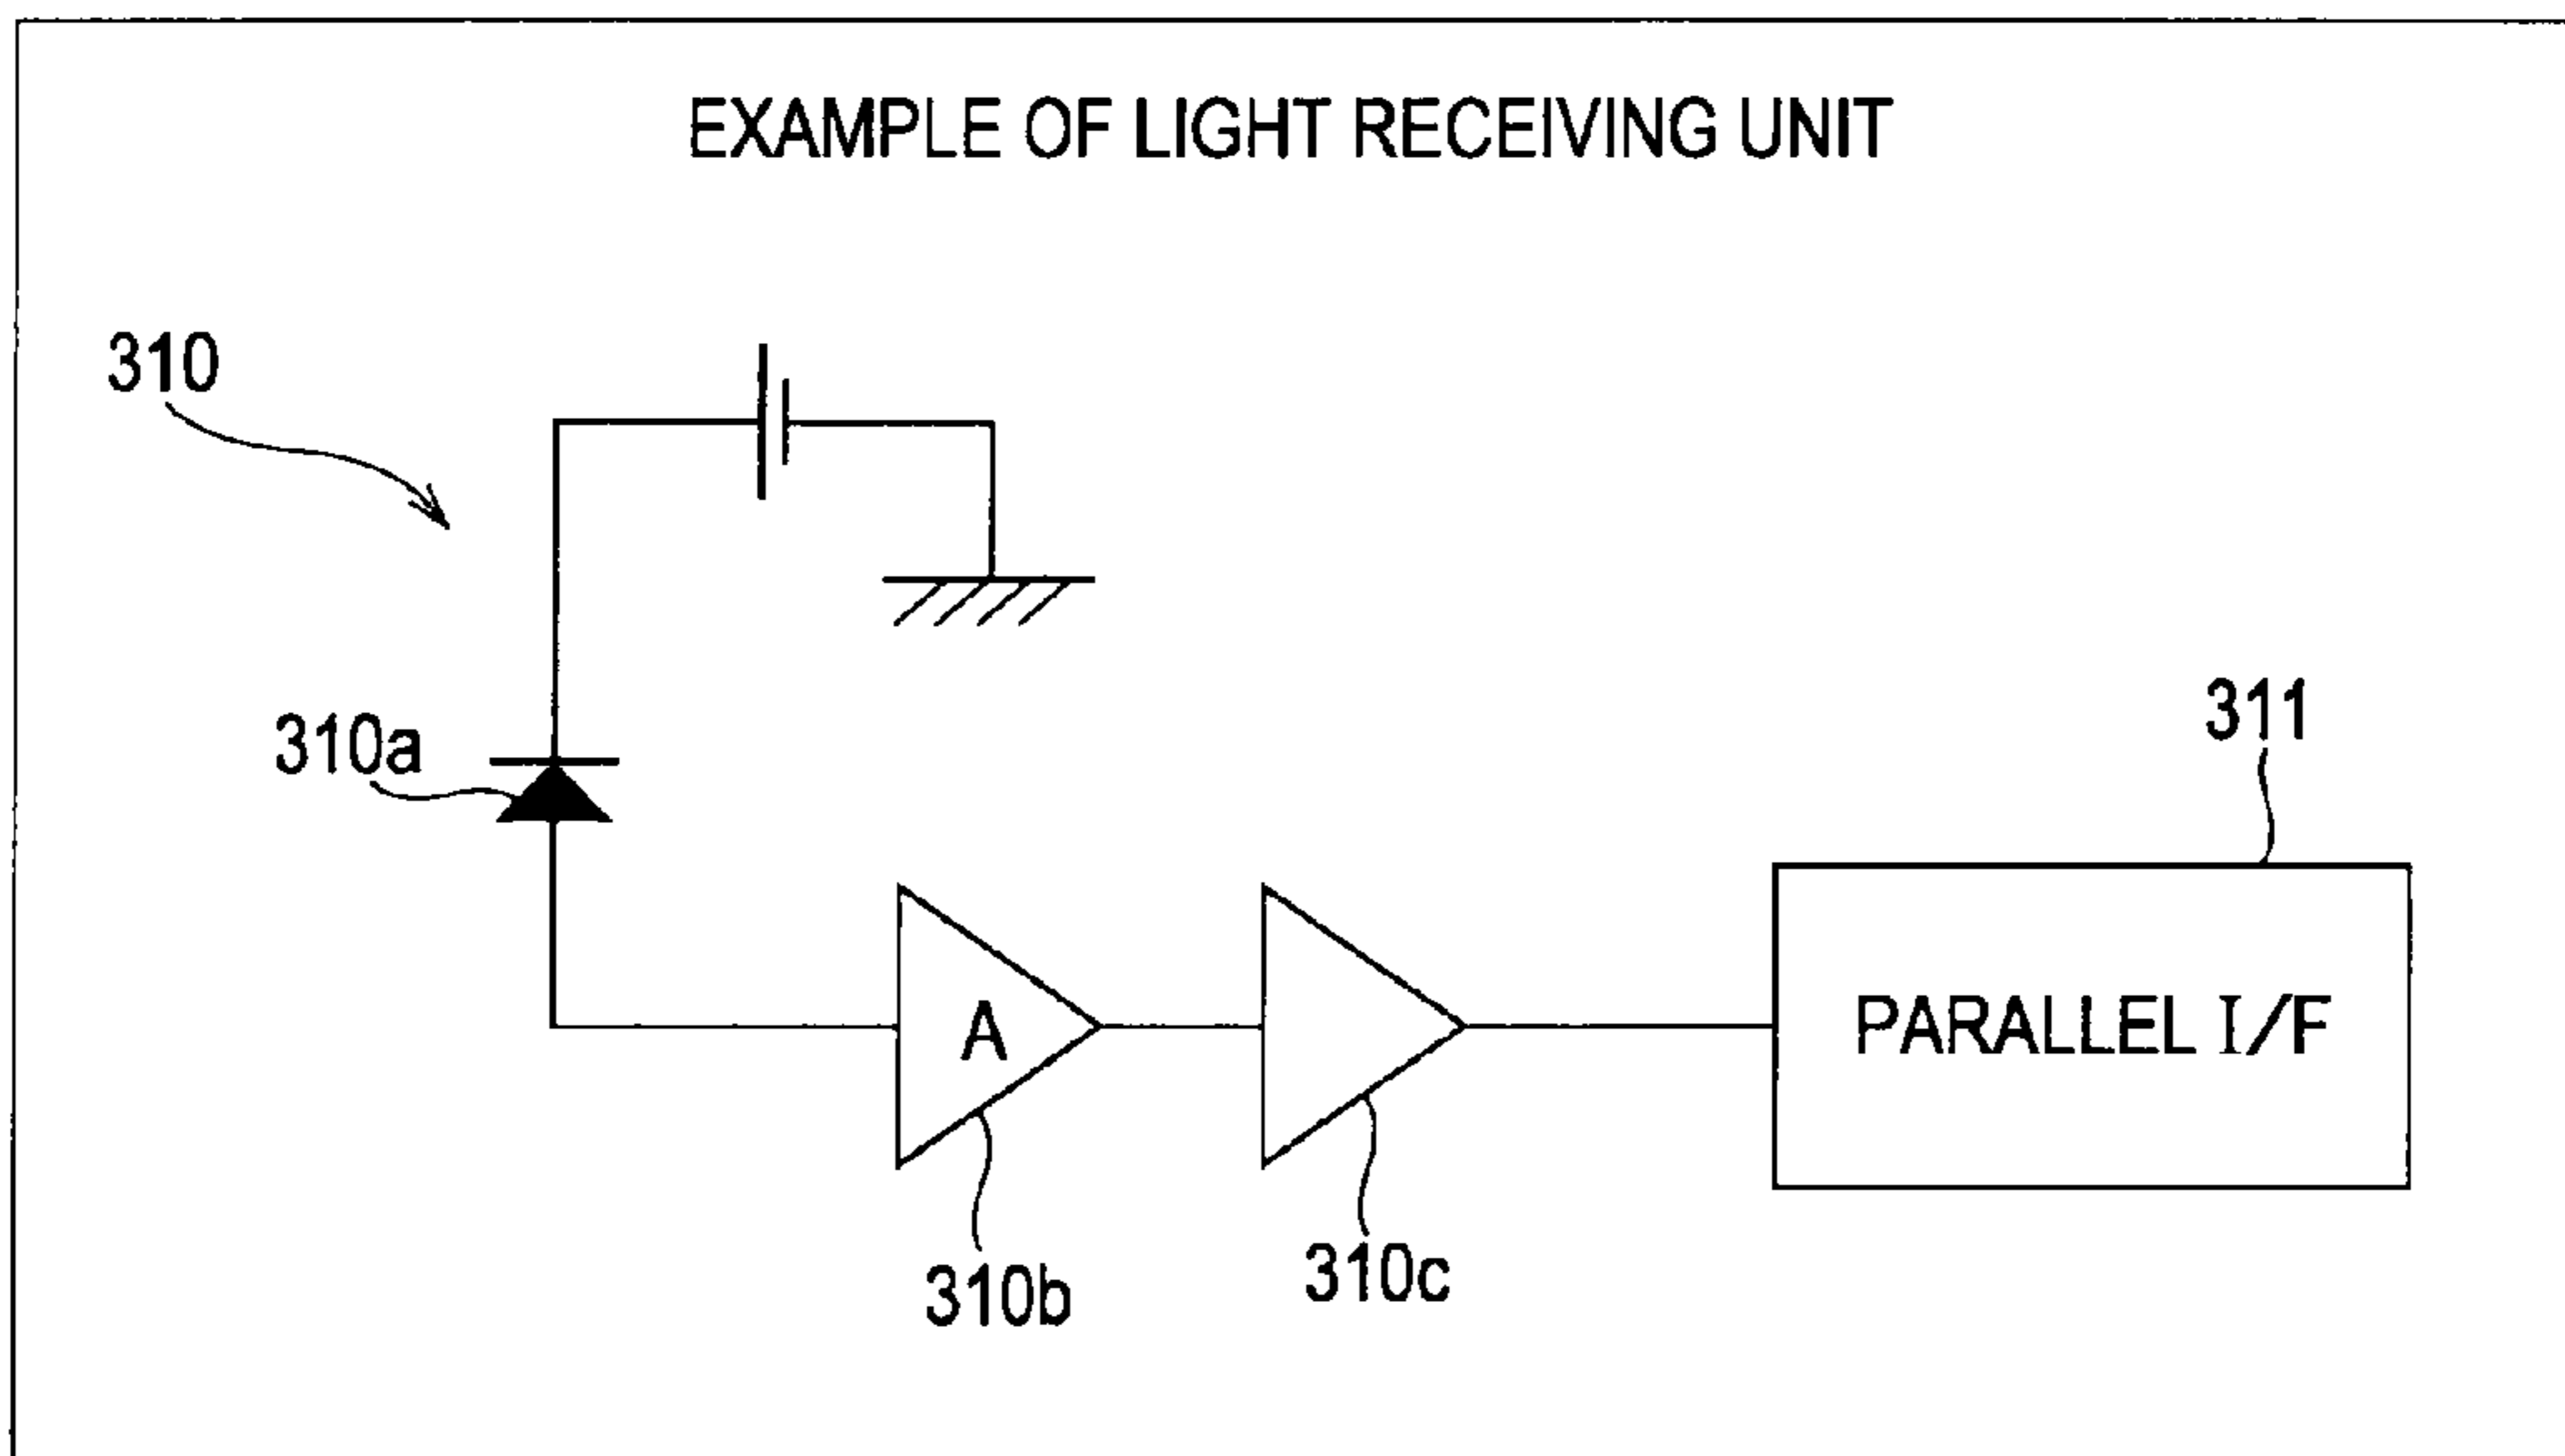 EXAMPLE OF LIGHT RECEIVING UNIT
310
310a
311
A
PARALLEL I/F
310b
310c